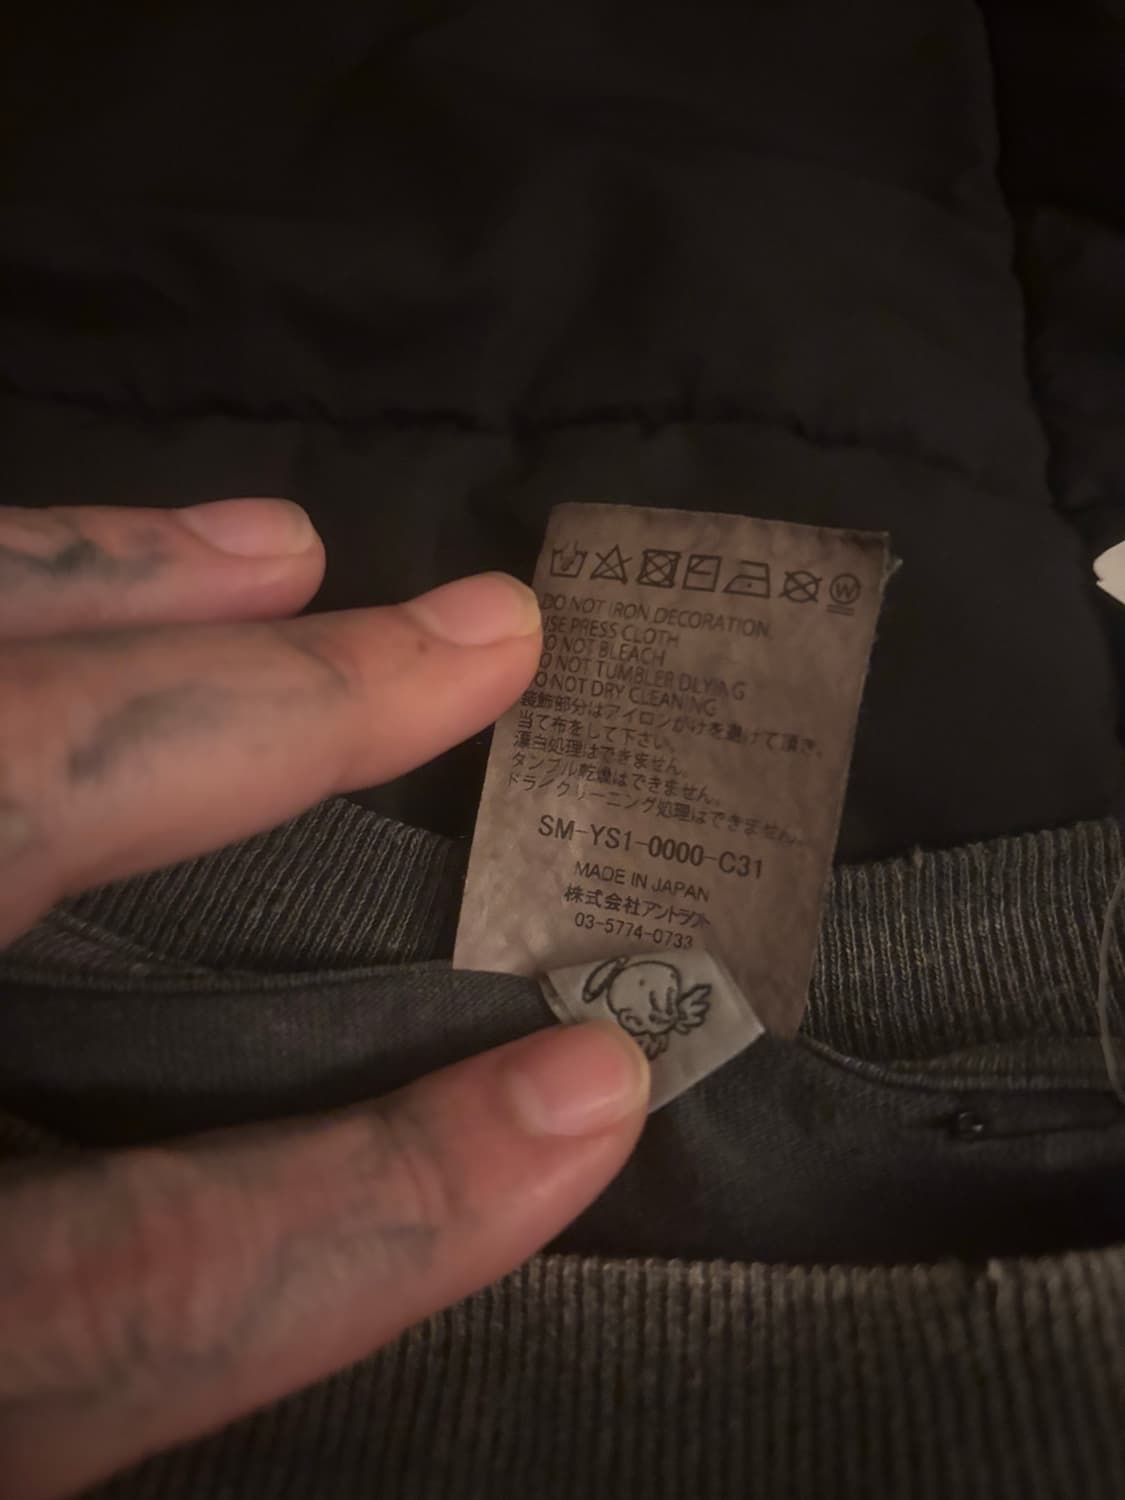 DO NOT IRON DECORATION.
USE PRESS CLOTH
DO NOT BLEACH
DO NOT TUMBLER DLYING
DO NOT DRY CLEANING
装飾部分はアイロンがけを避けて頂き、
当て布をして下さい。
漂白処理はできません。
タンブル乾燥はできません。
ドライクリーニング処理はできません。
SM-YS1-0000-C31
MADE IN JAPAN
株式会社アントラクト
03-5774-0733